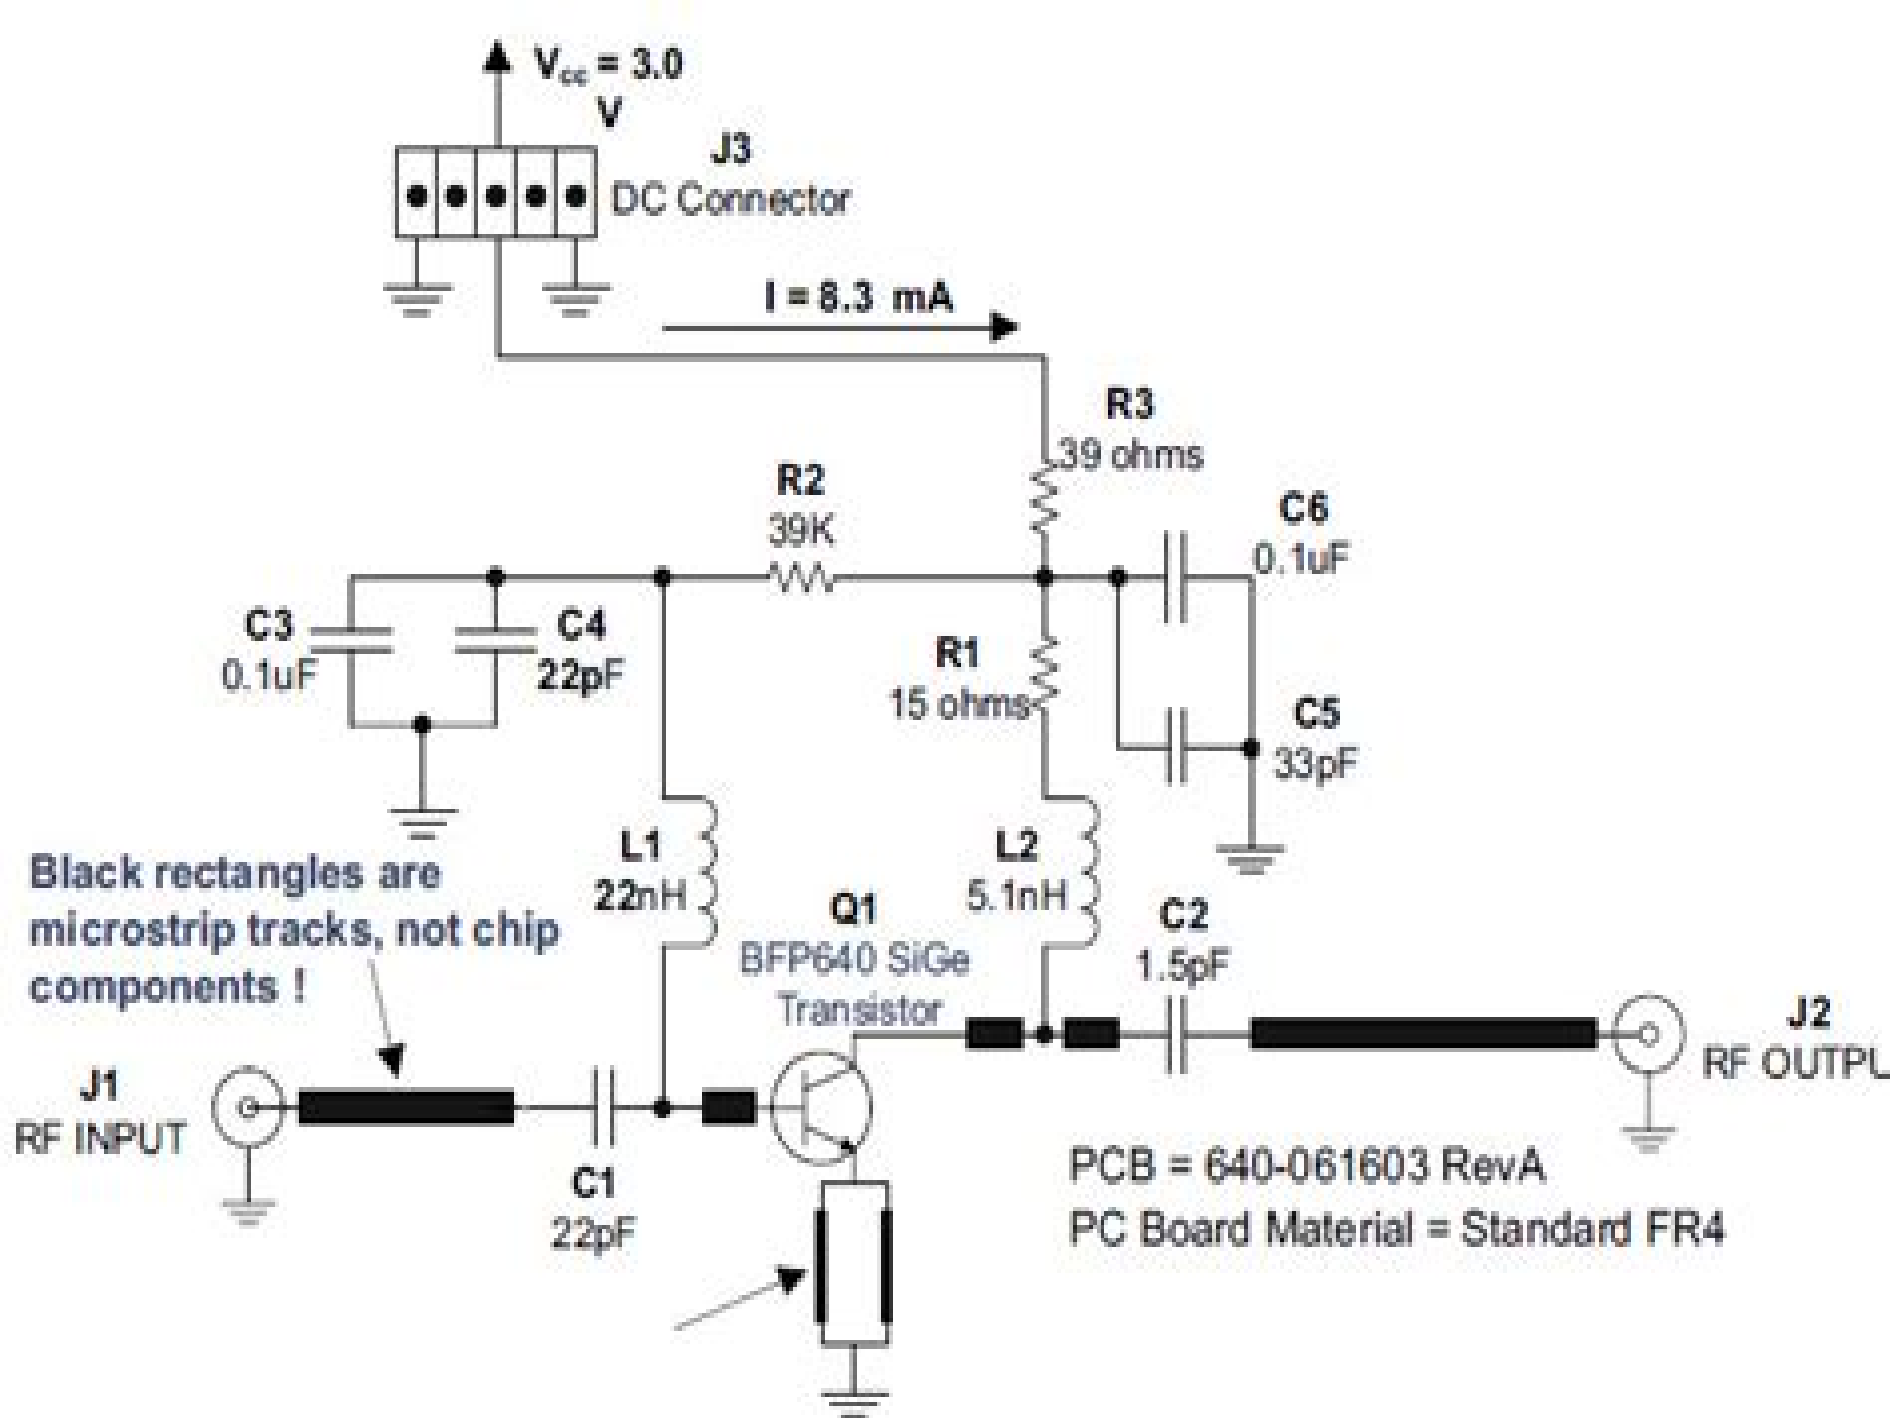 Vcc = 3.0
V
J3
DC Connector
I = 8.3 mA
R3
39 ohms
R2
39K
C6
0.1uF
C3
0.1uF
C4
22pF
R1
15 ohms
C5
33pF
L1
22nH
L2
5.1nH
Black rectangles are
microstrip tracks, not chip
components !
Q1
BFP640 SiGe
Transistor
C2
1.5pF
J2
RF OUTPU
J1
RF INPUT
C1
22pF
PCB = 640-061603 RevA
PC Board Material = Standard FR4